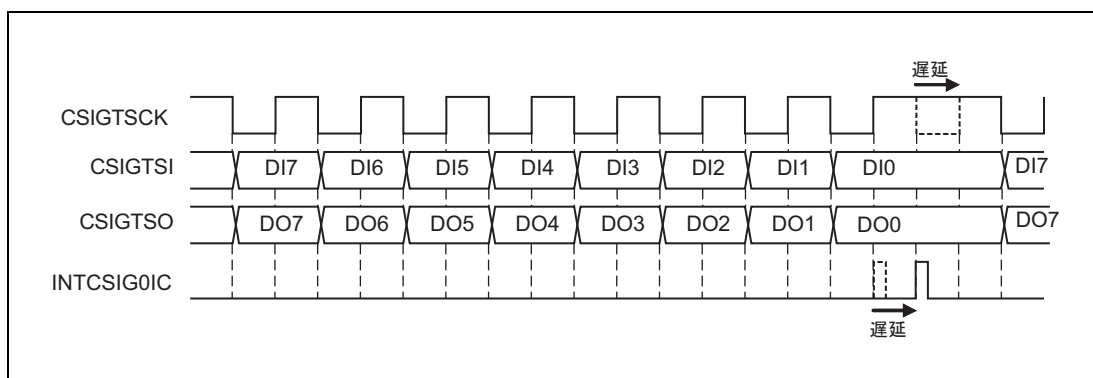 遅延
CSIGTSCK
CSIGTSI DI7 DI6 DI5 DI4 DI3 DI2 DI1 DI0 DI7
CSIGTSO DO7 DO6 DO5 DO4 DO3 DO2 DO1 DO0 DO7
INTCSIG0IC
遅延